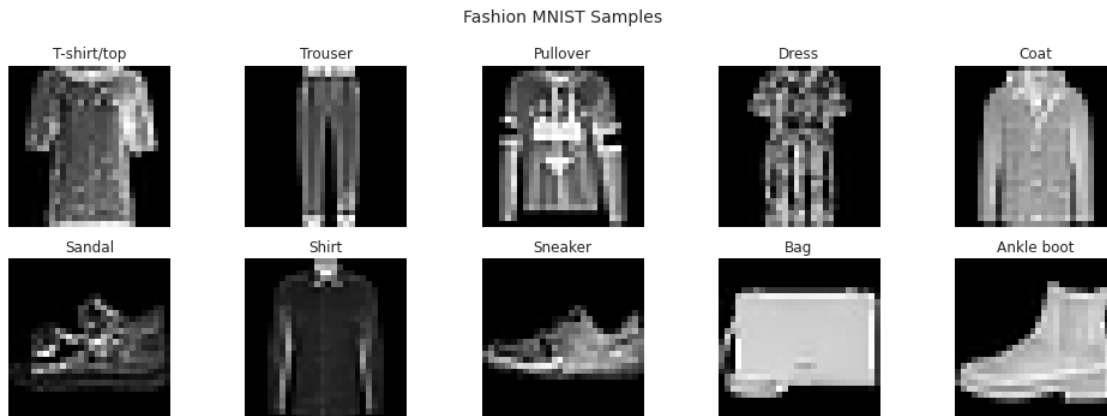 Fashion MNIST Samples
T-shirt/top
Trouser
Pullover
Dress
Coat
Sandal
Shirt
Sneaker
Bag
Ankle boot